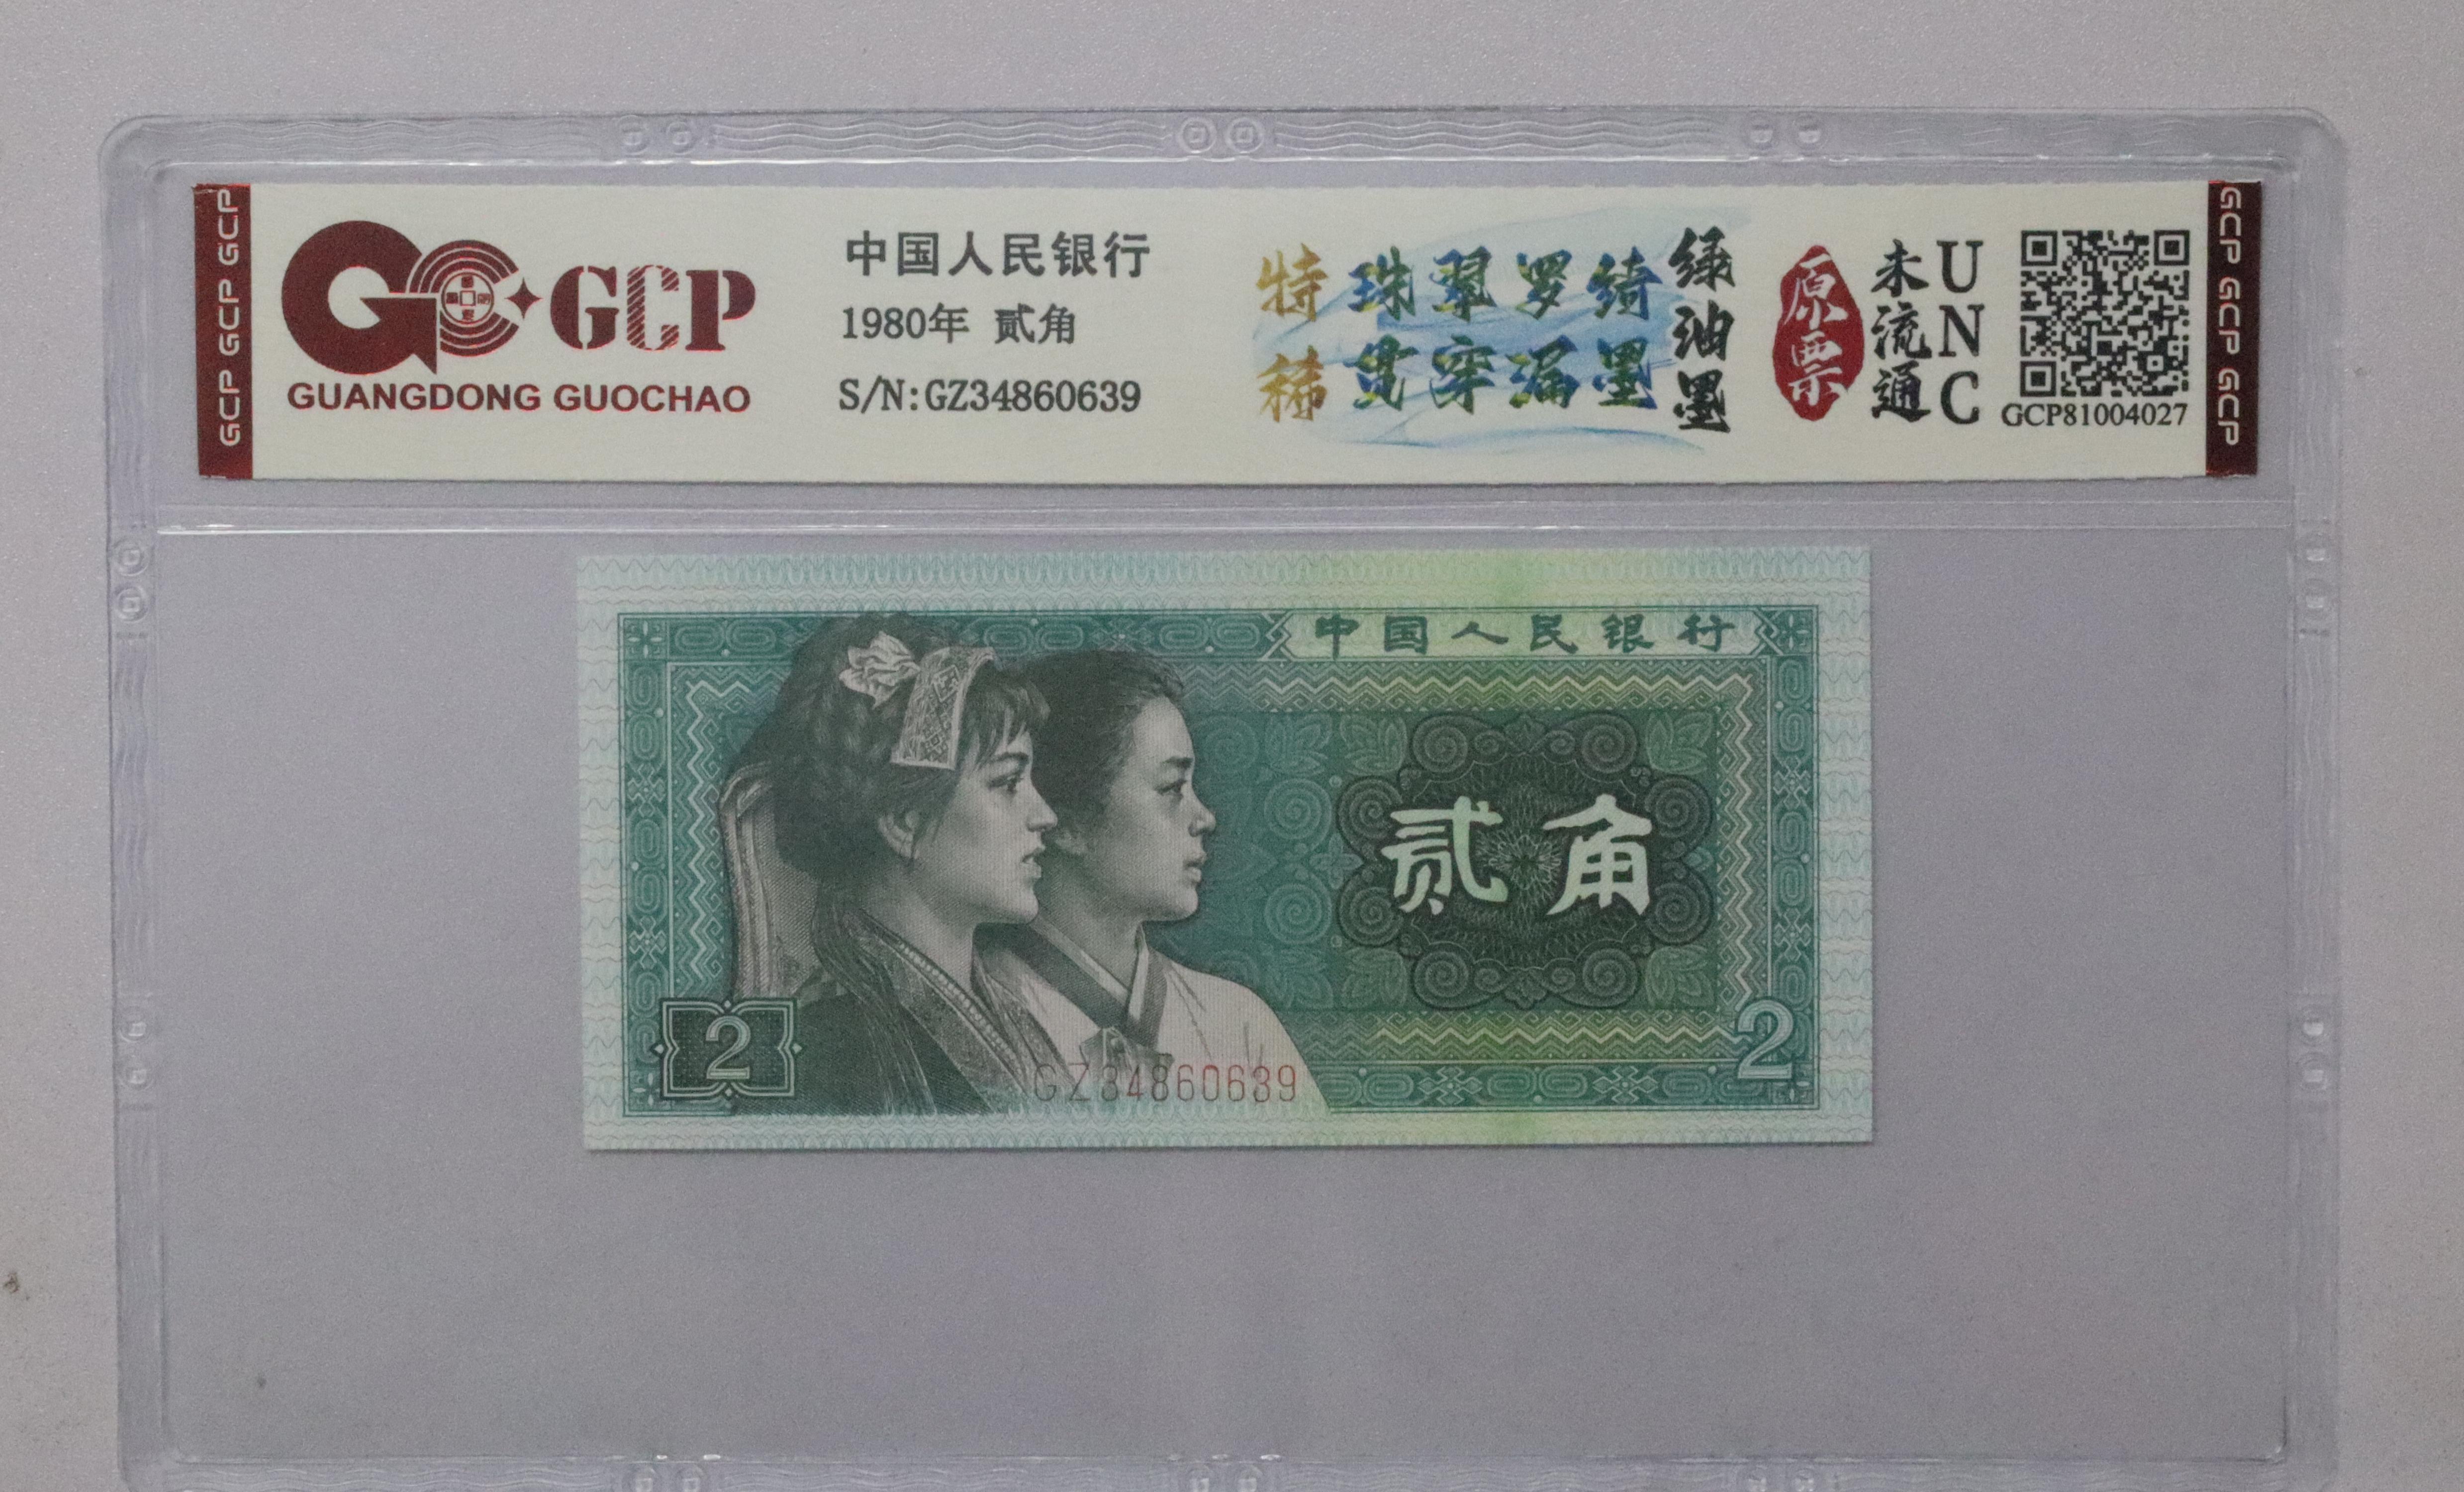 GCP GCP GCP
GCP
GUANGDONG GUOCHAO
中国人民银行
1980年 贰角
S/N:GZ34860639
特珠翠罗绮
稀贯穿漏墨
绿油墨
原票
未流通
UNC
GCP81004027
GCP GCP GCP
中国人民银行
贰角
2
GZ34860639
2